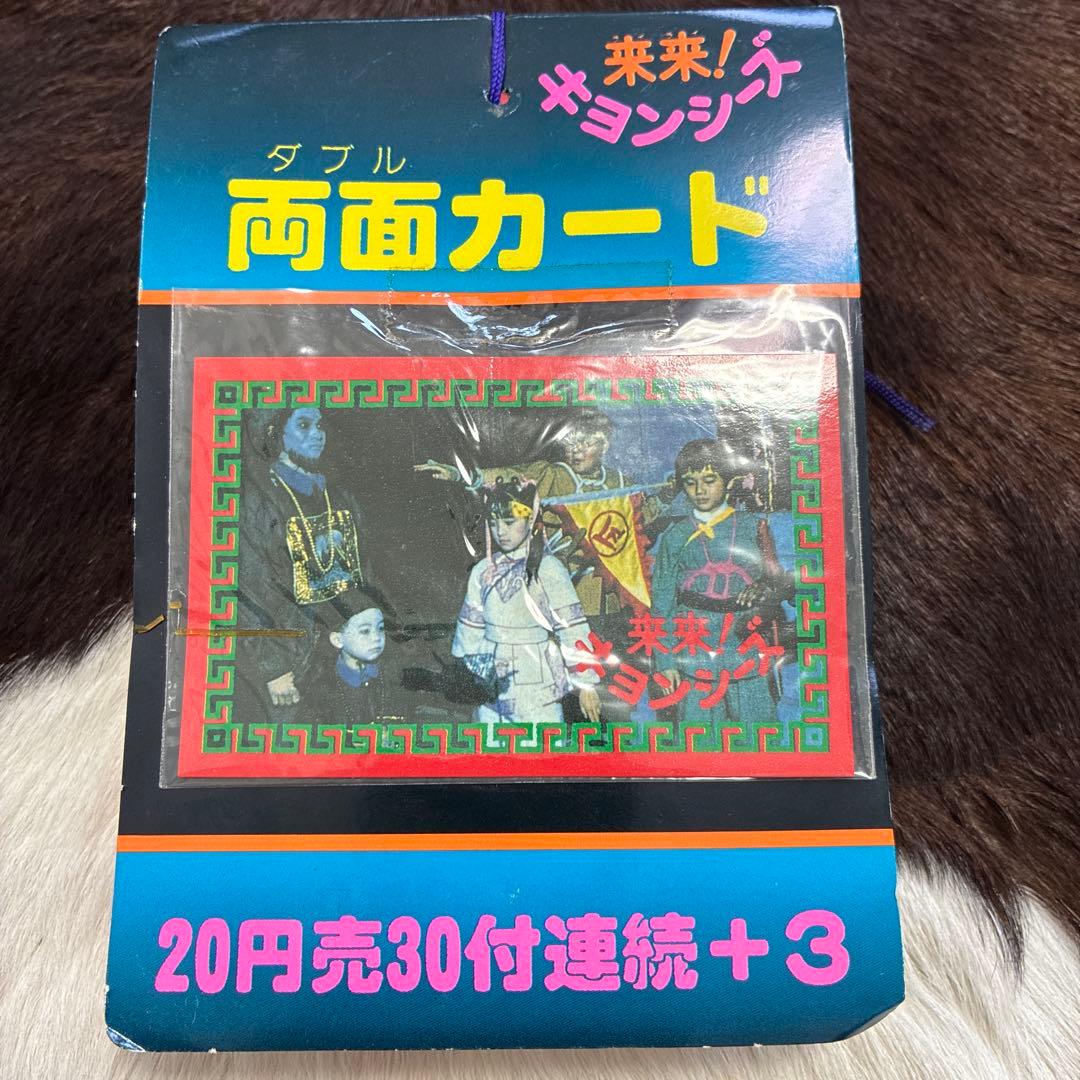 来来!
キョンシーズ
ダブル
両面カード
来来!
キョンシーズ
20円売30付連続+3